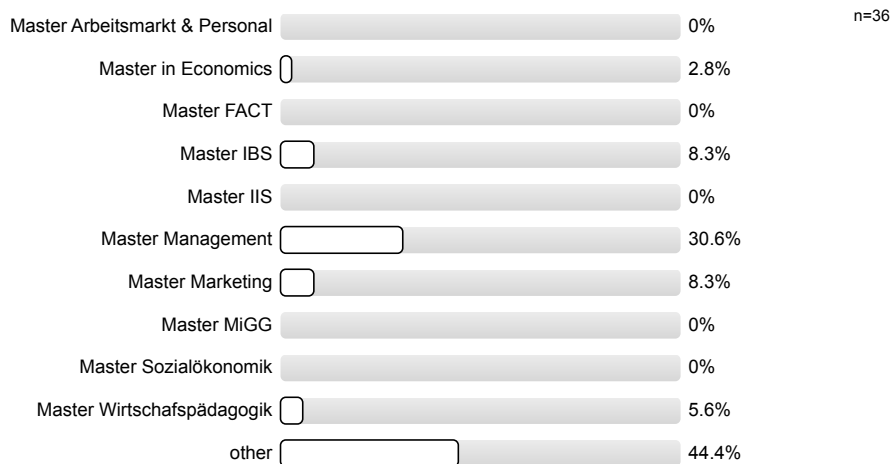 n=36
Master Arbeitsmarkt & Personal 0%
Master in Economics 2.8%
Master FACT 0%
Master IBS 8.3%
Master IIS 0%
Master Management 30.6%
Master Marketing 8.3%
Master MiGG 0%
Master Sozialökonomik 0%
Master Wirtschafspädagogik 5.6%
other 44.4%